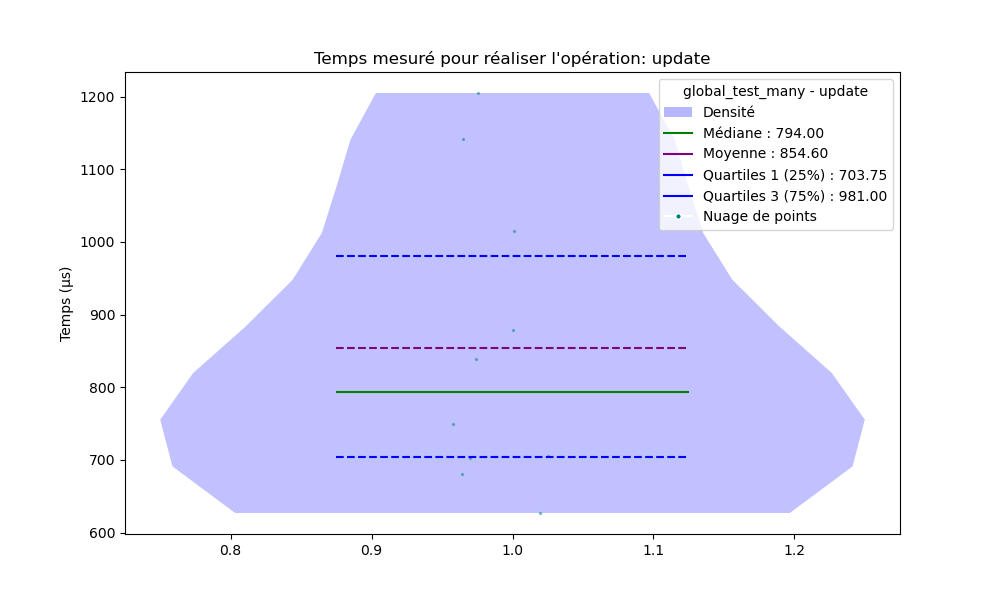 Temps mesuré pour réaliser l'opération: update
global_test_many - update
Densité
Médiane : 794.00
Moyenne : 854.60
Quartiles 1 (25%) : 703.75
Quartiles 3 (75%) : 981.00
Nuage de points
Temps (µs)
1200
1100
1000
900
800
700
600
0.8
0.9
1.0
1.1
1.2